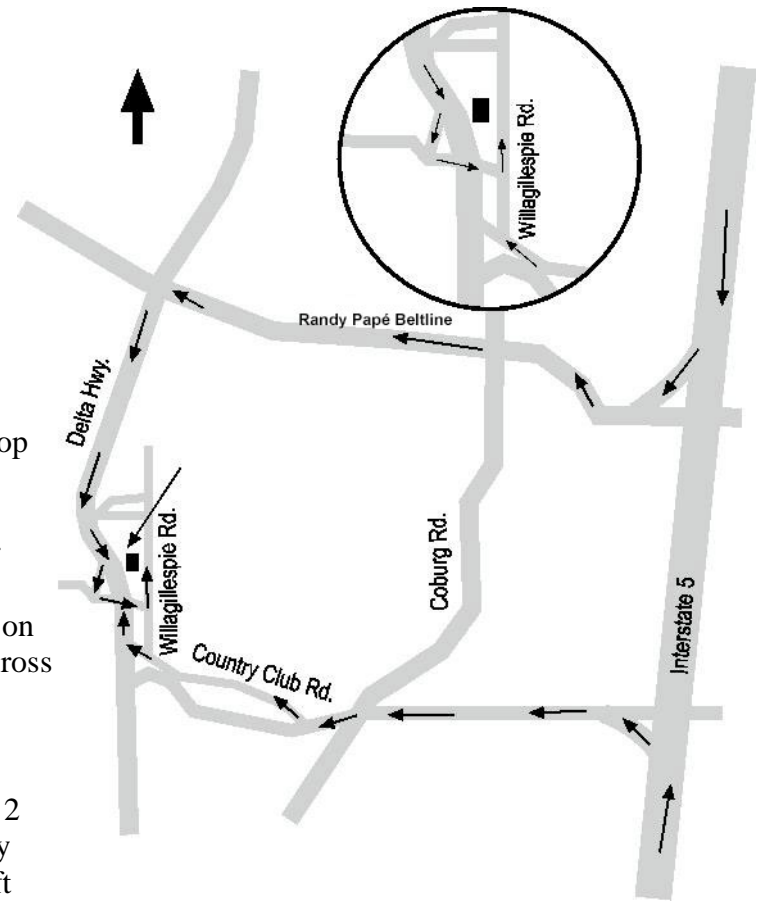 Willagillespie Rd.
Randy Papé Beltline
Delta Hwy.
op
Willagillespie Rd.
Coburg Rd.
Interstate 5
on
ross
Country Club Rd.
2
y
ft